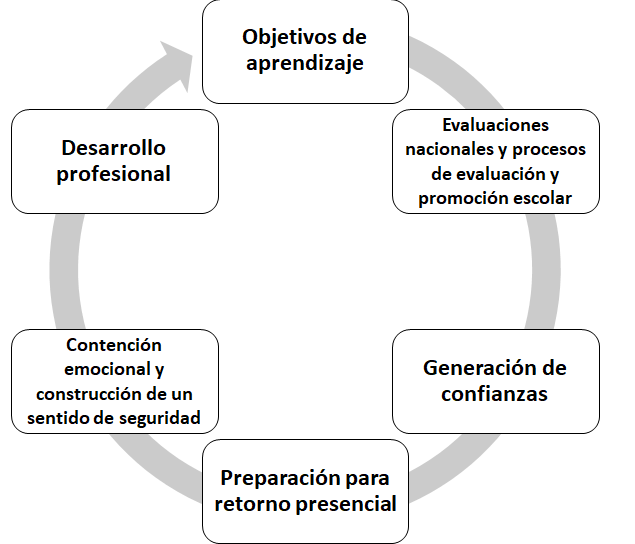 Objetivos de
aprendizaje
Evaluaciones
nacionales y procesos
de evaluación y
promoción escolar
Generación de
confianzas
Preparación para
retorno presencial
Contención
emocional y
construcción de un
sentido de seguridad
Desarrollo
profesional